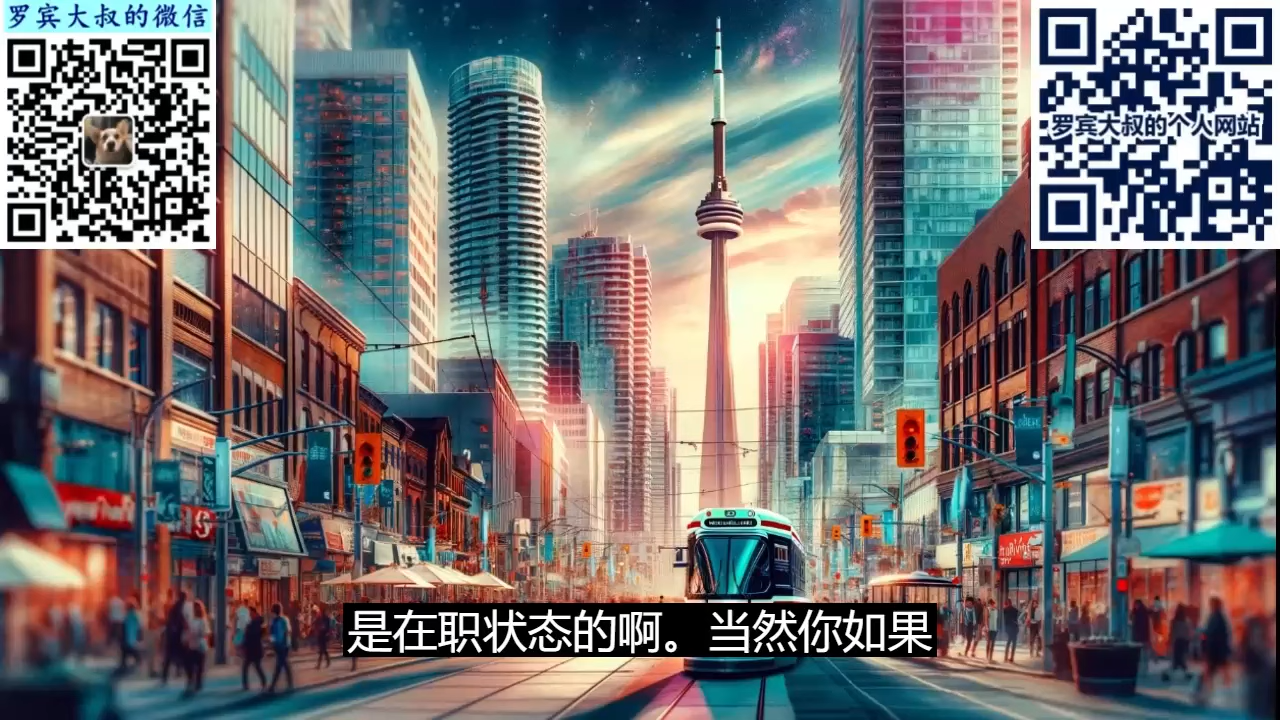 罗宾大叔的微信
罗宾大叔的个人网站
是在职状态的啊。当然你如果